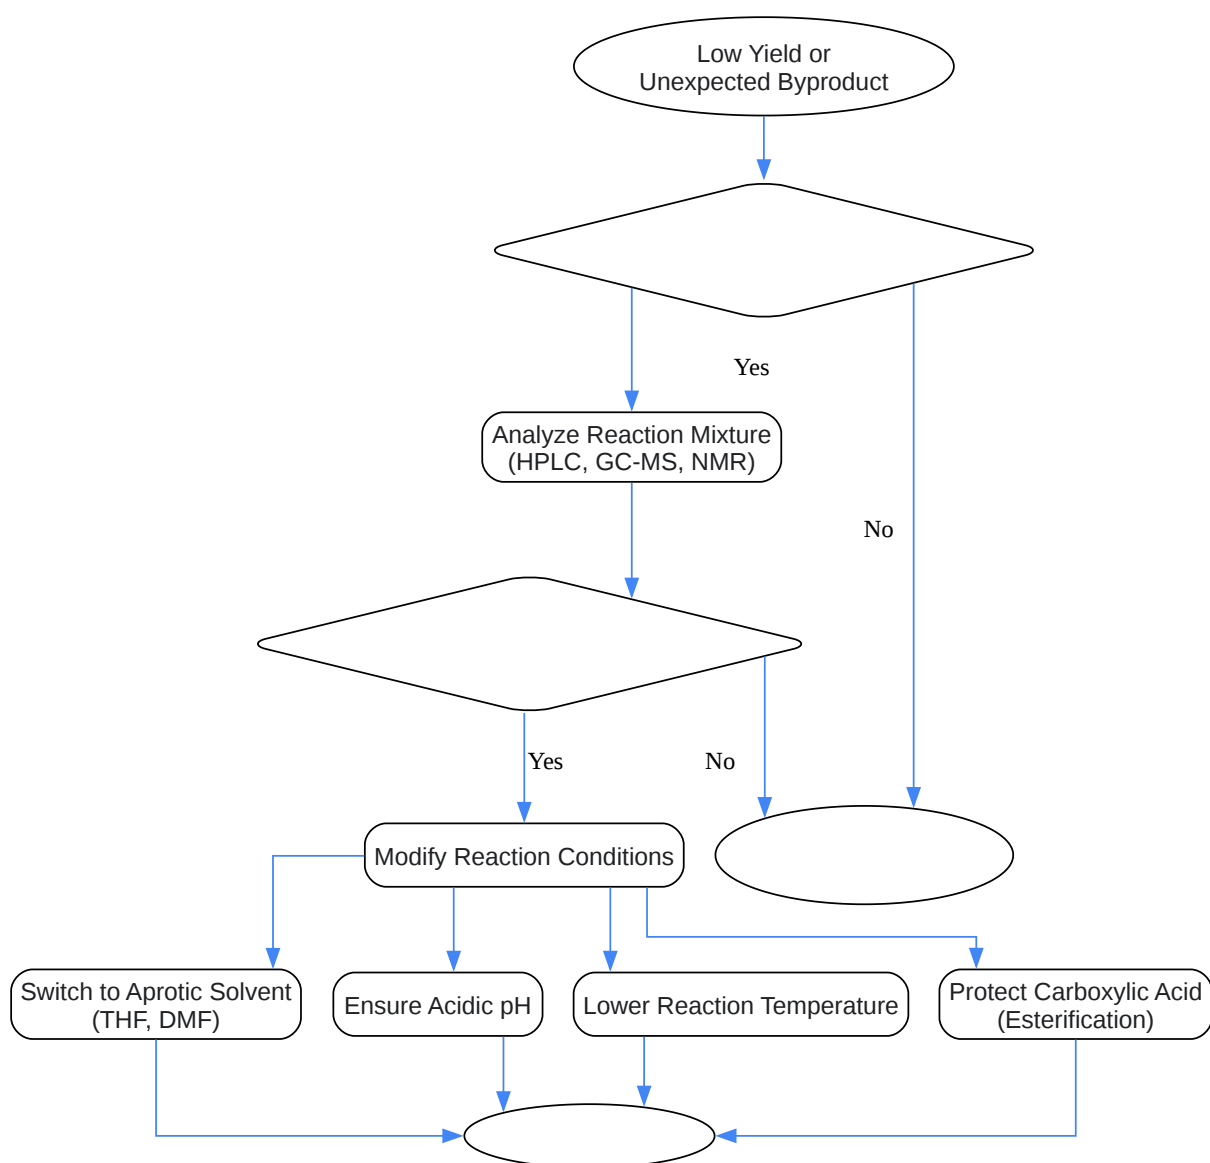 Low Yield or
Unexpected Byproduct
Yes
Analyze Reaction Mixture
(HPLC, GC-MS, NMR)
No
Yes
No
Modify Reaction Conditions
Switch to Aprotic Solvent
(THF, DMF)
Ensure Acidic pH
Lower Reaction Temperature
Protect Carboxylic Acid
(Esterification)